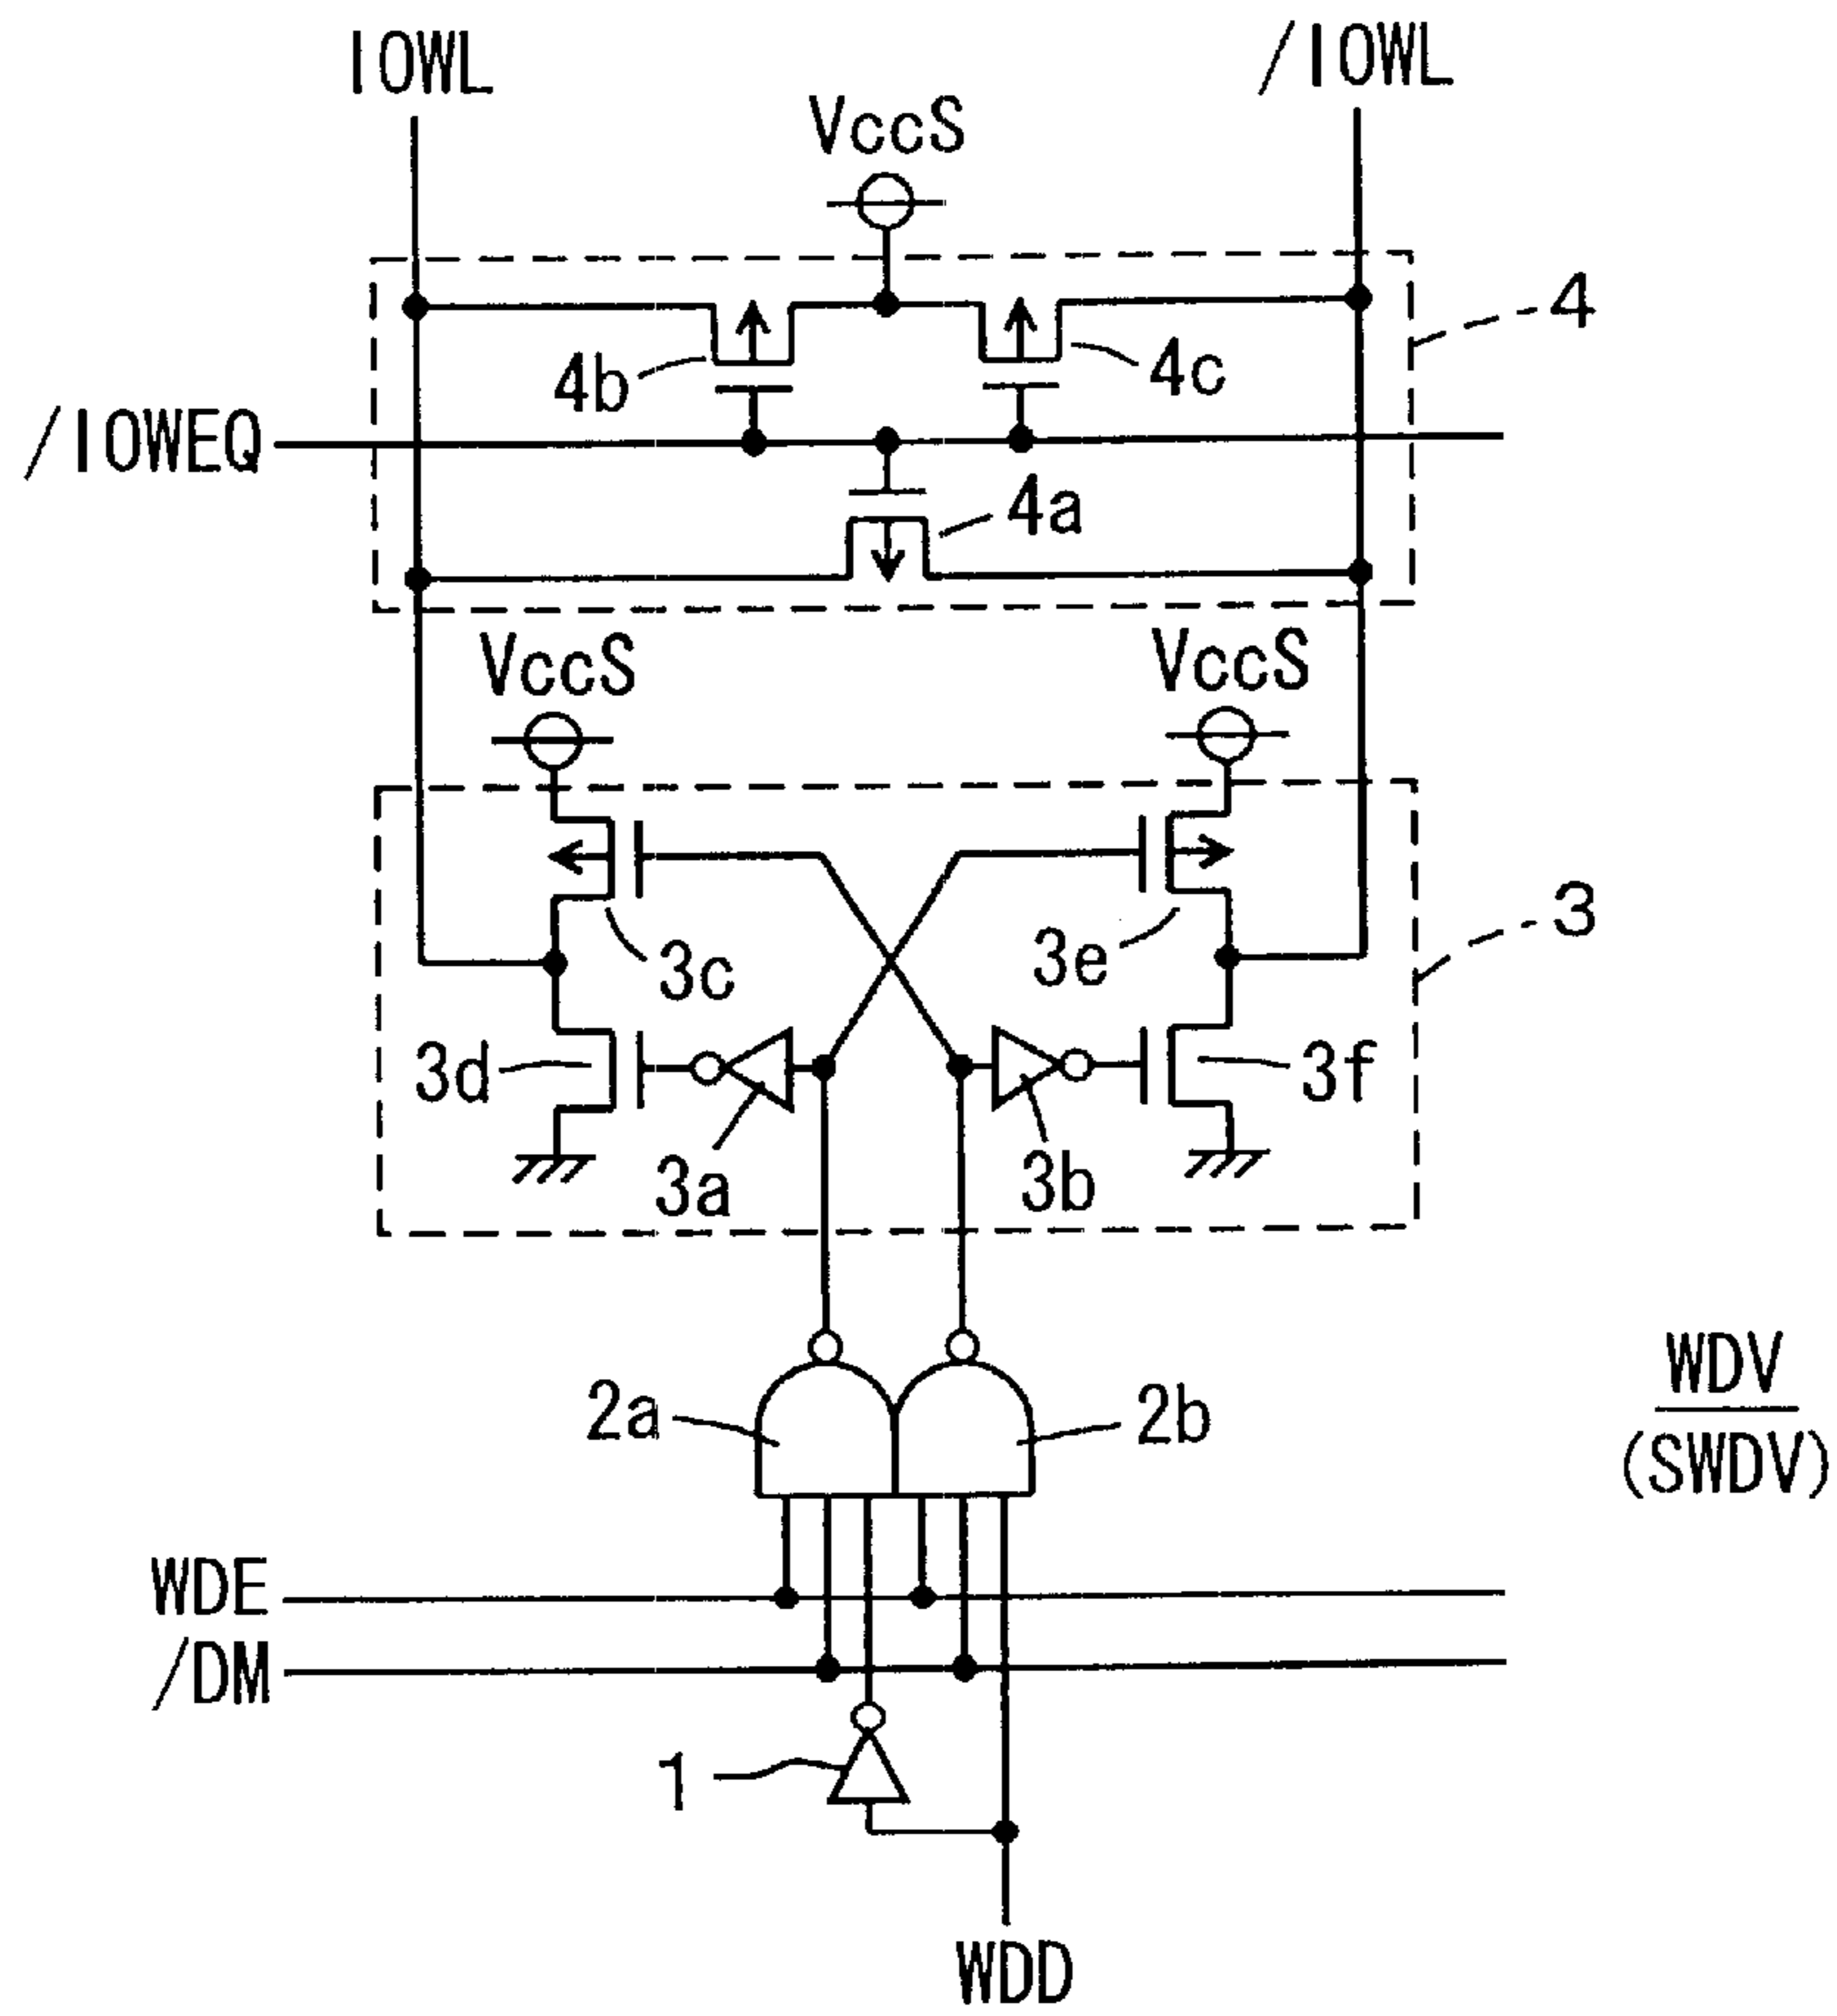 IOWL
/IOWL
VccS
4
4b
4c
/IOWEQ
4a
VccS
VccS
3
3c
3e
3d
3f
3a
3b
2a
2b
WDV
(SWDV)
WDE
/DM
1
WDD